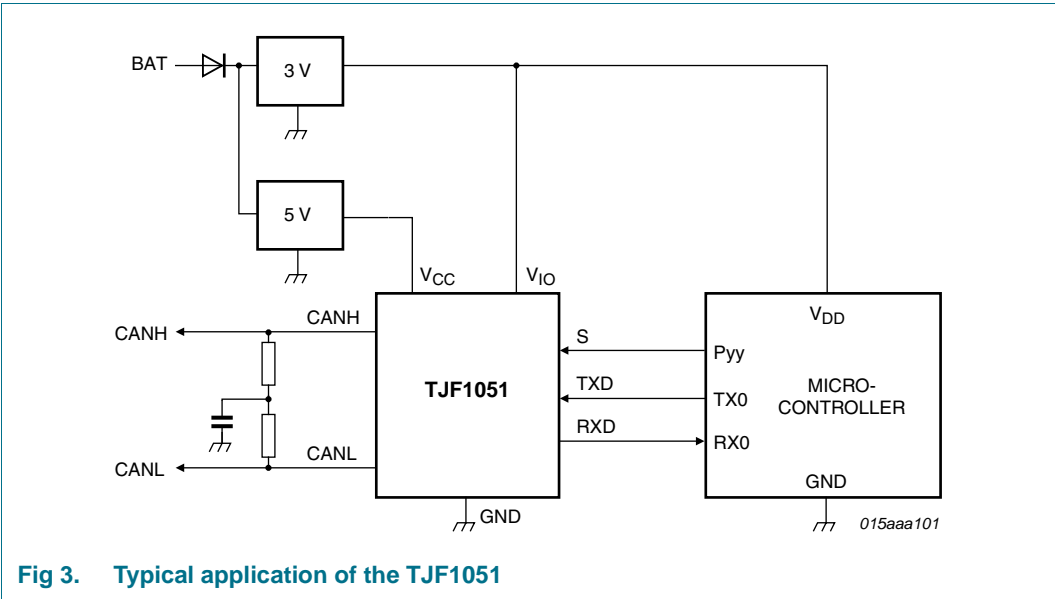 BAT
3 V
5 V
VCC
VIO
VDD
CANH
CANH
S
Pyy
TJF1051
TXD
TX0
MICRO-
CONTROLLER
RXD
RX0
CANL
CANL
GND
GND
015aaa101
Fig 3. Typical application of the TJF1051